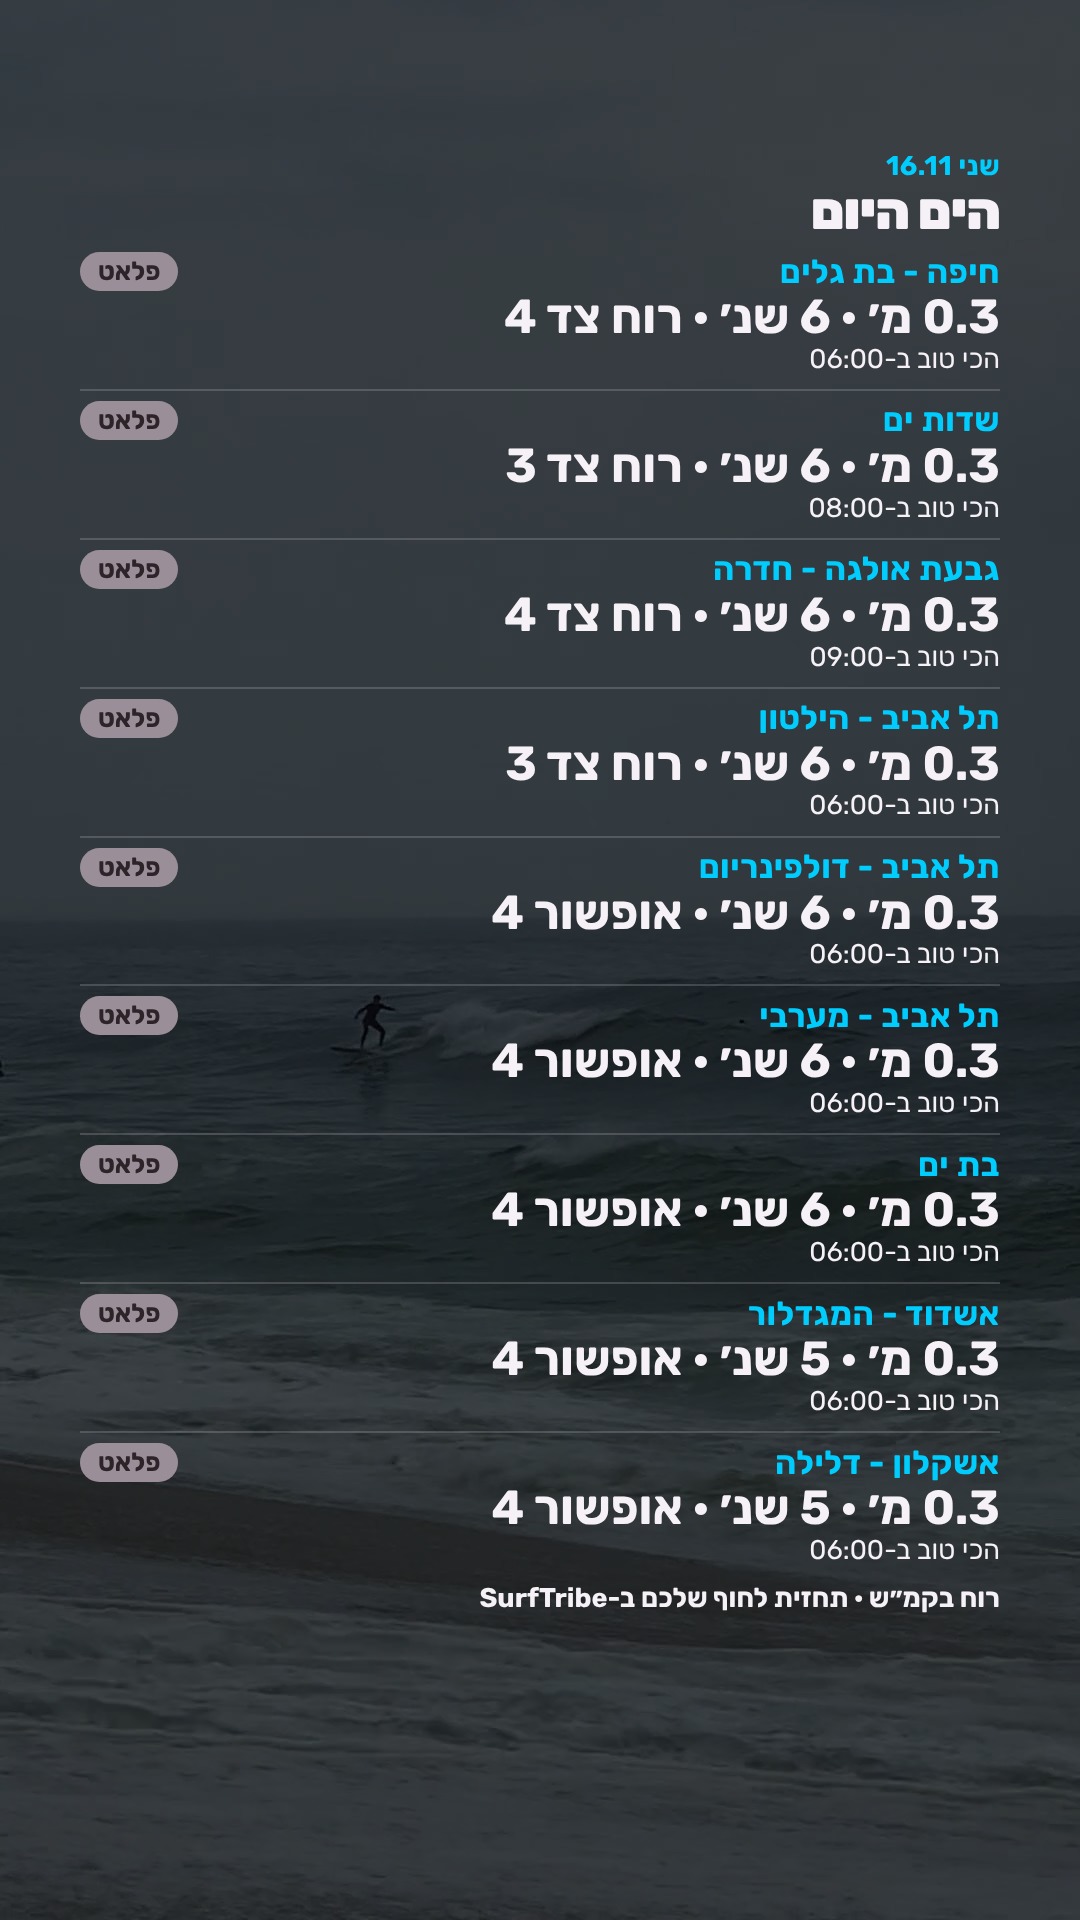 שני 16.11
הים היום
חיפה - בת גלים
פלאט
0.3 מ׳ • 6 שנ׳ • רוח צד 4
הכי טוב ב-06:00
שדות ים
פלאט
0.3 מ׳ • 6 שנ׳ • רוח צד 3
הכי טוב ב-08:00
גבעת אולגה - חדרה
פלאט
0.3 מ׳ • 6 שנ׳ • רוח צד 4
הכי טוב ב-09:00
תל אביב - הילטון
פלאט
0.3 מ׳ • 6 שנ׳ • רוח צד 3
הכי טוב ב-06:00
תל אביב - דולפינריום
פלאט
0.3 מ׳ • 6 שנ׳ • אופשור 4
הכי טוב ב-06:00
תל אביב - מערבי
פלאט
0.3 מ׳ • 6 שנ׳ • אופשור 4
הכי טוב ב-06:00
בת ים
פלאט
0.3 מ׳ • 6 שנ׳ • אופשור 4
הכי טוב ב-06:00
אשדוד - המגדלור
פלאט
0.3 מ׳ • 5 שנ׳ • אופשור 4
הכי טוב ב-06:00
אשקלון - דלילה
פלאט
0.3 מ׳ • 5 שנ׳ • אופשור 4
הכי טוב ב-06:00
רוח בקמ״ש • תחזית לחוף שלכם ב-SurfTribe